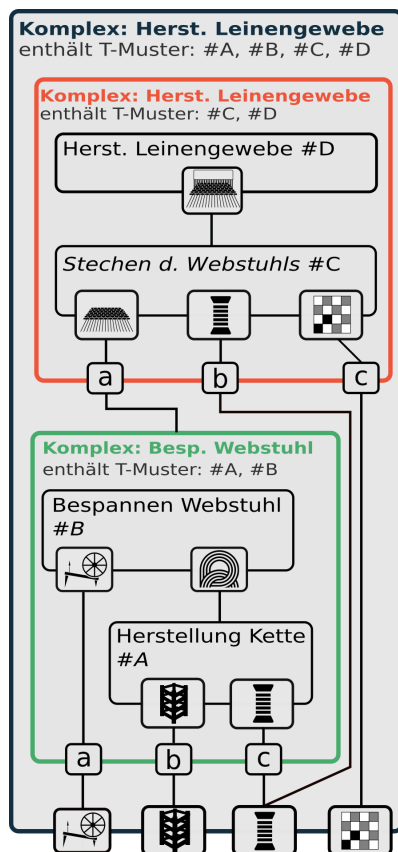 Komplex: Herst. Leinengewebe
enthält T-Muster: #A, #B, #C, #D
Komplex: Herst. Leinengewebe
enthält T-Muster: #C, #D
Herst. Leinengewebe #D
Stechen d. Webstuhls #C
a
b
c
Komplex: Besp. Webstuhl
enthält T-Muster: #A, #B
Bespannen Webstuhl
#B
Herstellung Kette
#A
a
b
c